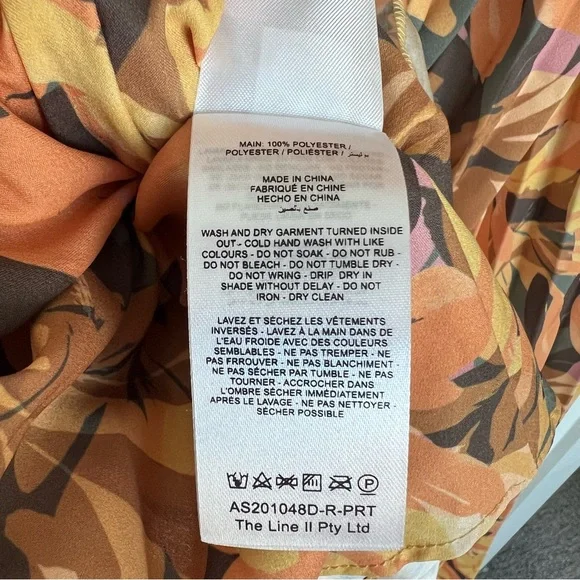 MAIN: 100% POLYESTER /
POLYESTER / POLIÉSTER / بوليستر
MADE IN CHINA
FABRIQUÉ EN CHINE
HECHO EN CHINA
صنع بالصين
WASH AND DRY GARMENT TURNED INSIDE
OUT - COLD HAND WASH WITH LIKE
COLOURS - DO NOT SOAK - DO NOT RUB -
DO NOT BLEACH - DO NOT TUMBLE DRY -
DO NOT WRING - DRIP DRY IN
SHADE WITHOUT DELAY - DO NOT
IRON - DRY CLEAN
LAVEZ ET SÉCHEZ LES VÊTEMENTS
INVERSÉS - LAVEZ À LA MAIN DANS DE
L'EAU FROIDE AVEC DES COULEURS
SEMBLABLES - NE PAS TREMPER - NE
PAS FRROUVER - NE PAS BLANCHIMENT -
NE PAS SÉCHER PAR TUMBLE - NE PAS
TOURNER - ACCROCHER DANS
L'OMBRE SÉCHER IMMÉDIATEMENT
APRÈS LE LAVAGE - NE PAS NETTOYER -
SÉCHER POSSIBLE
P
AS201048D-R-PRT
The Line II Pty Ltd